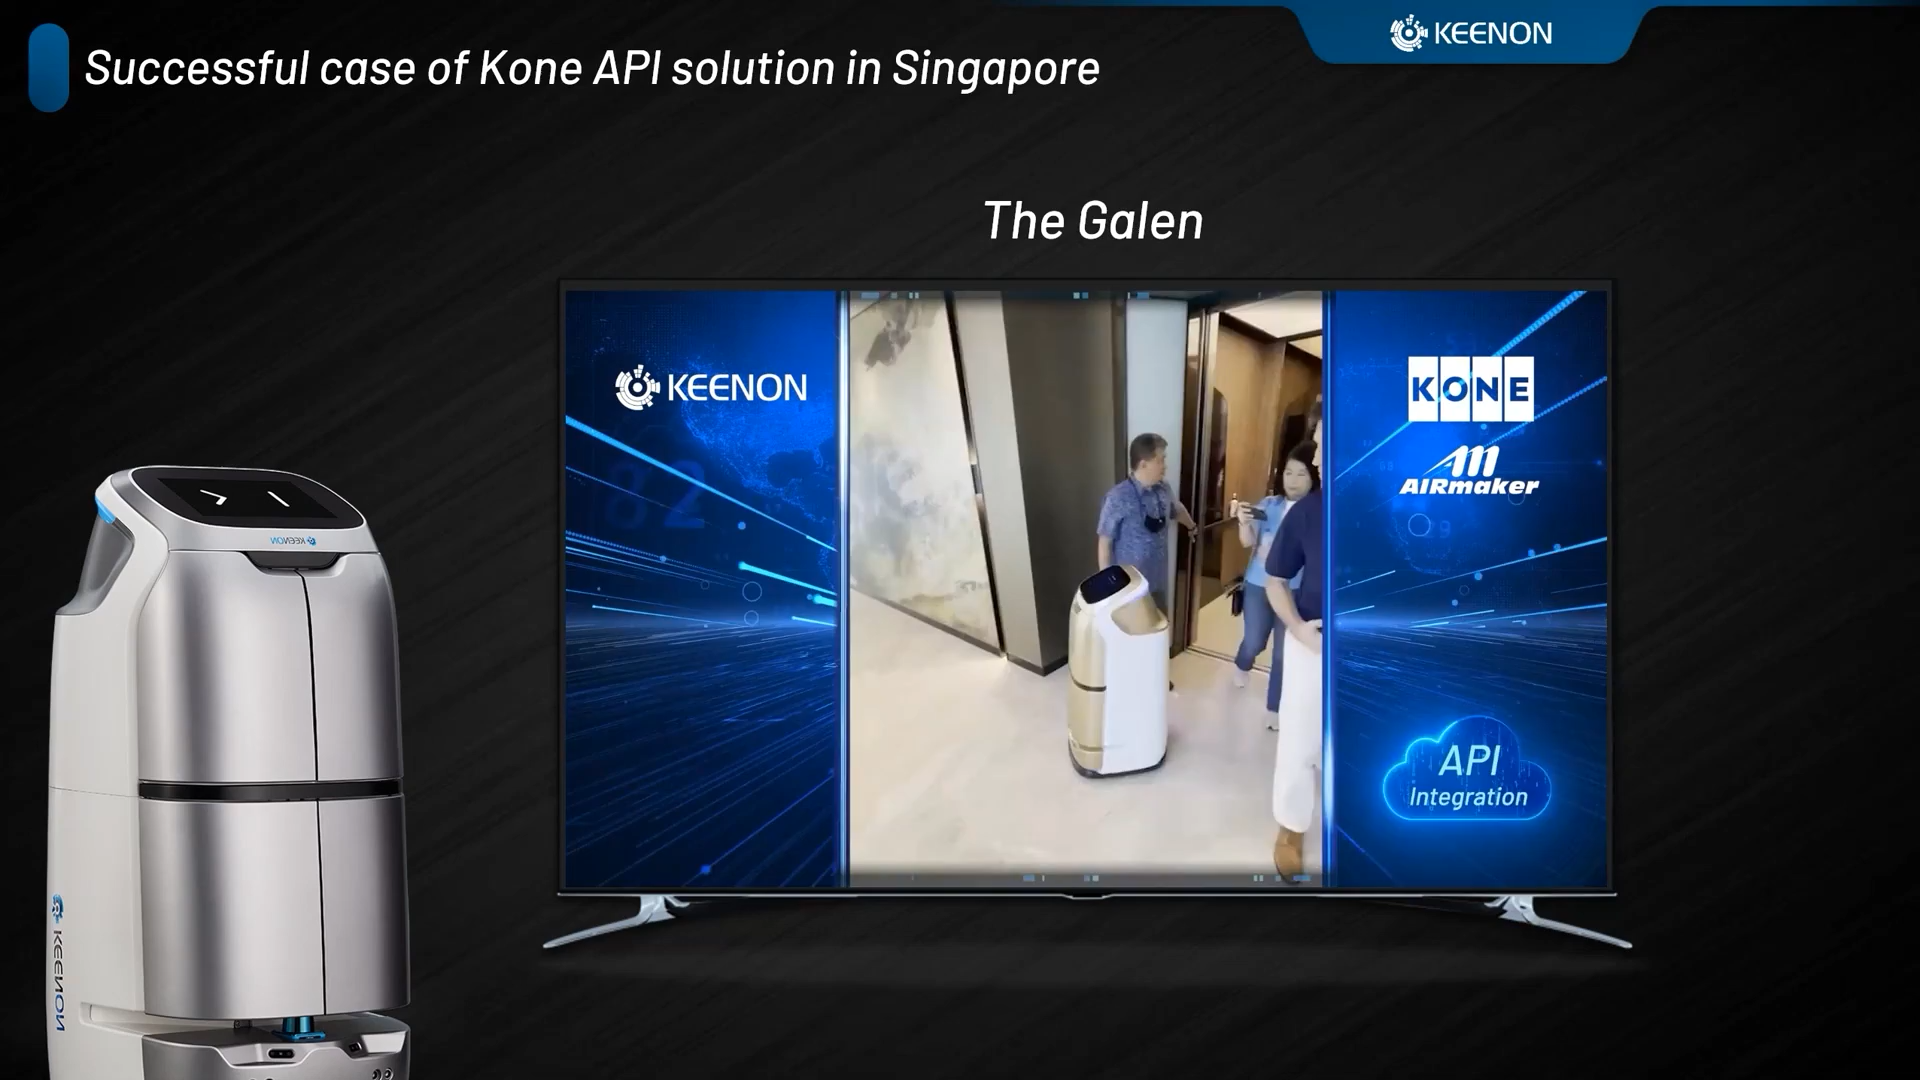 Successful case of Kone API solution in Singapore
KEENON
The Galen
KEENON
KONE
AIRmaker
API
Integration
KEENON
KEENON